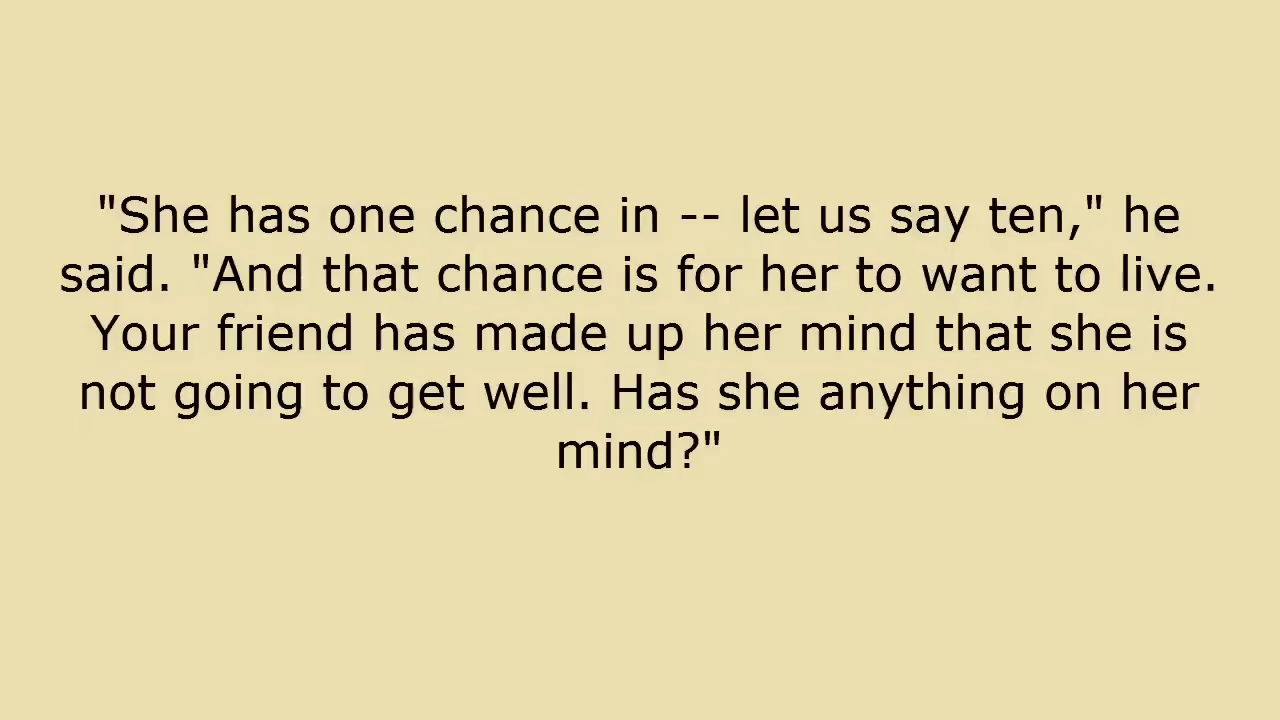 "She has one chance in -- let us say ten," he
said. "And that chance is for her to want to live.
Your friend has made up her mind that she is
not going to get well. Has she anything on her
mind?"